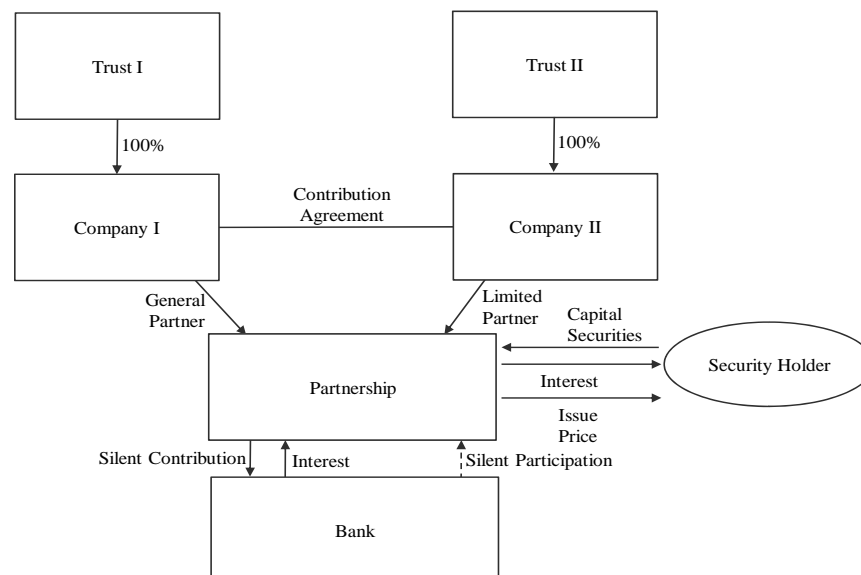 Trust I
Trust II
100%
100%
Company I
Contribution
Agreement
Company II
General
Partner
Limited
Partner
Capital
Securities
Partnership
Security Holder
Interest
Issue
Price
Silent Contribution
Interest
Silent Participation
Bank